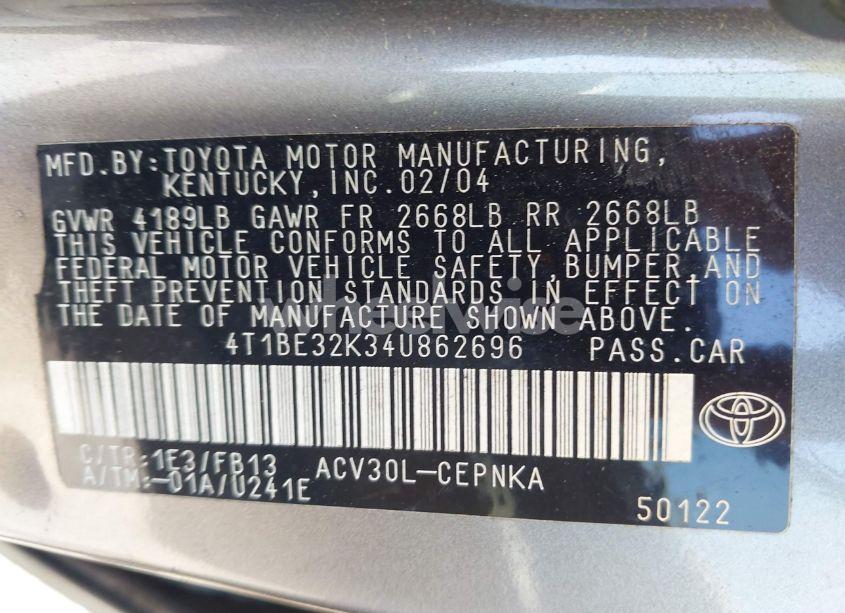 MFD.BY:TOYOTA MOTOR MANUFACTURING,
KENTUCKY,INC.02/04
GVWR 4189LB GAWR FR 2668LB RR 2668LB
THIS VEHICLE CONFORMS TO ALL APPLICABLE
FEDERAL MOTOR VEHICLE SAFETY,BUMPER,AND
THEFT PREVENTION STANDARDS IN EFFECT ON
THE DATE OF MANUFACTURE SHOWN ABOVE.
wheelwise
4T1BE32K34U862696 PASS.CAR
C/TR:1E3/FB13 ACV30L-CEPNKA
A/TM:-01A/U241E
50122